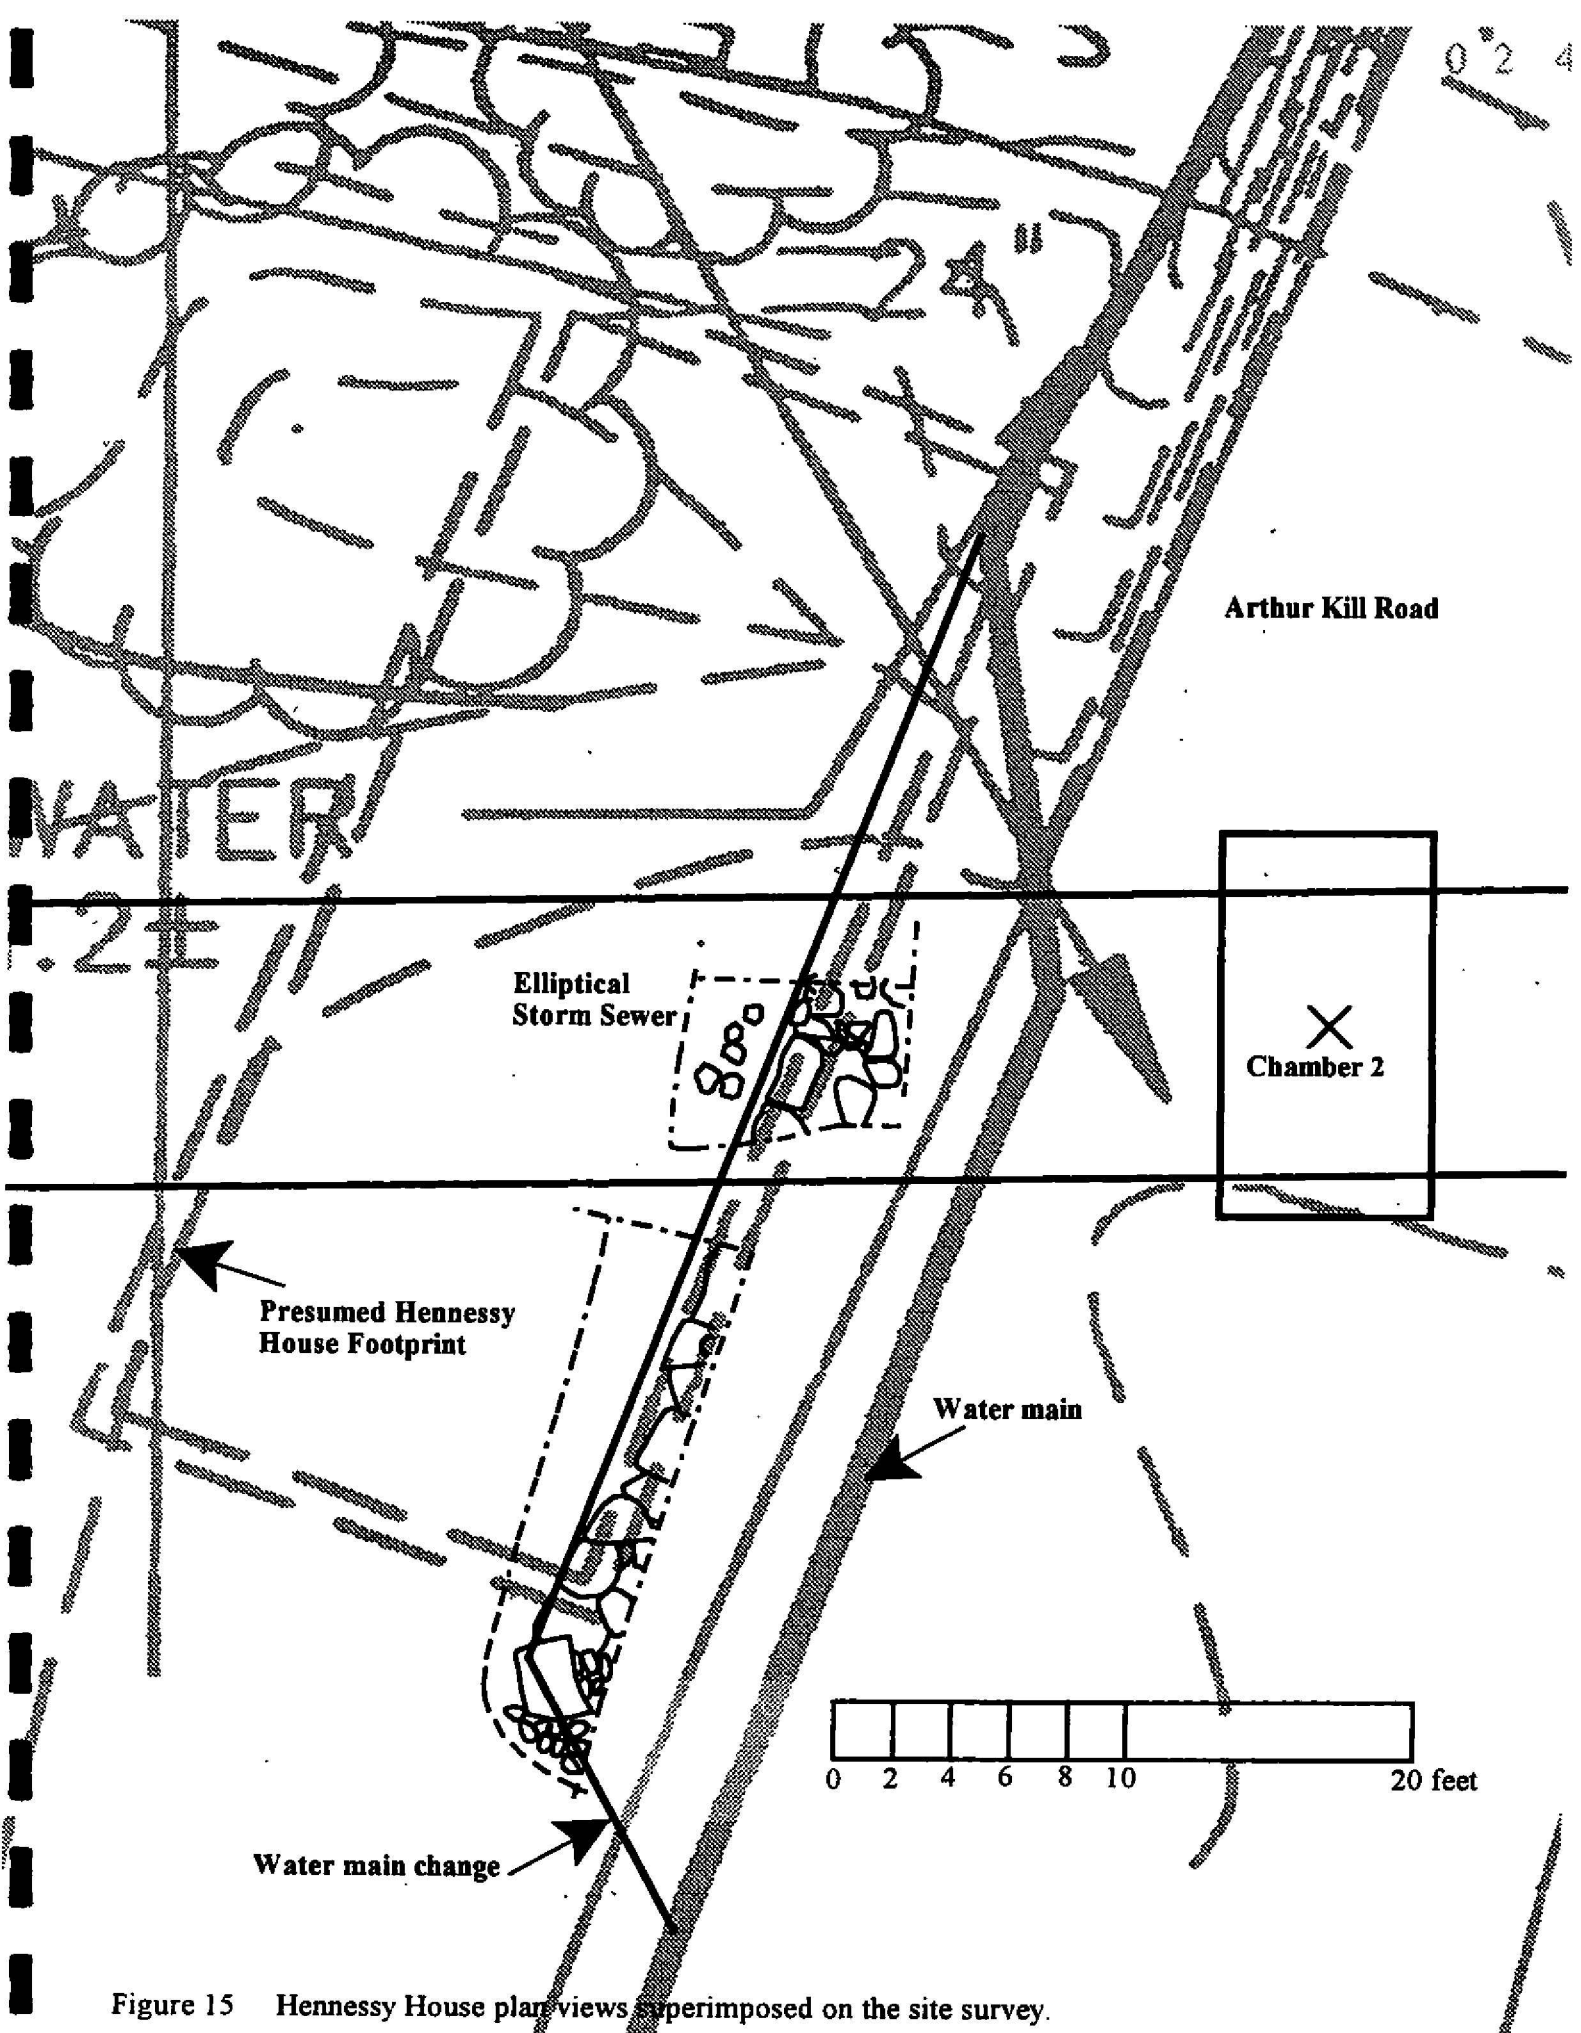 0 2 4
2
"
Arthur Kill Road
WATER
.2±
Elliptical
Storm Sewer
Chamber 2
Presumed Hennessy
House Footprint
Water main
0 2 4 6 8 10 20 feet
Water main change
Figure 15 Hennessy House plan views superimposed on the site survey.